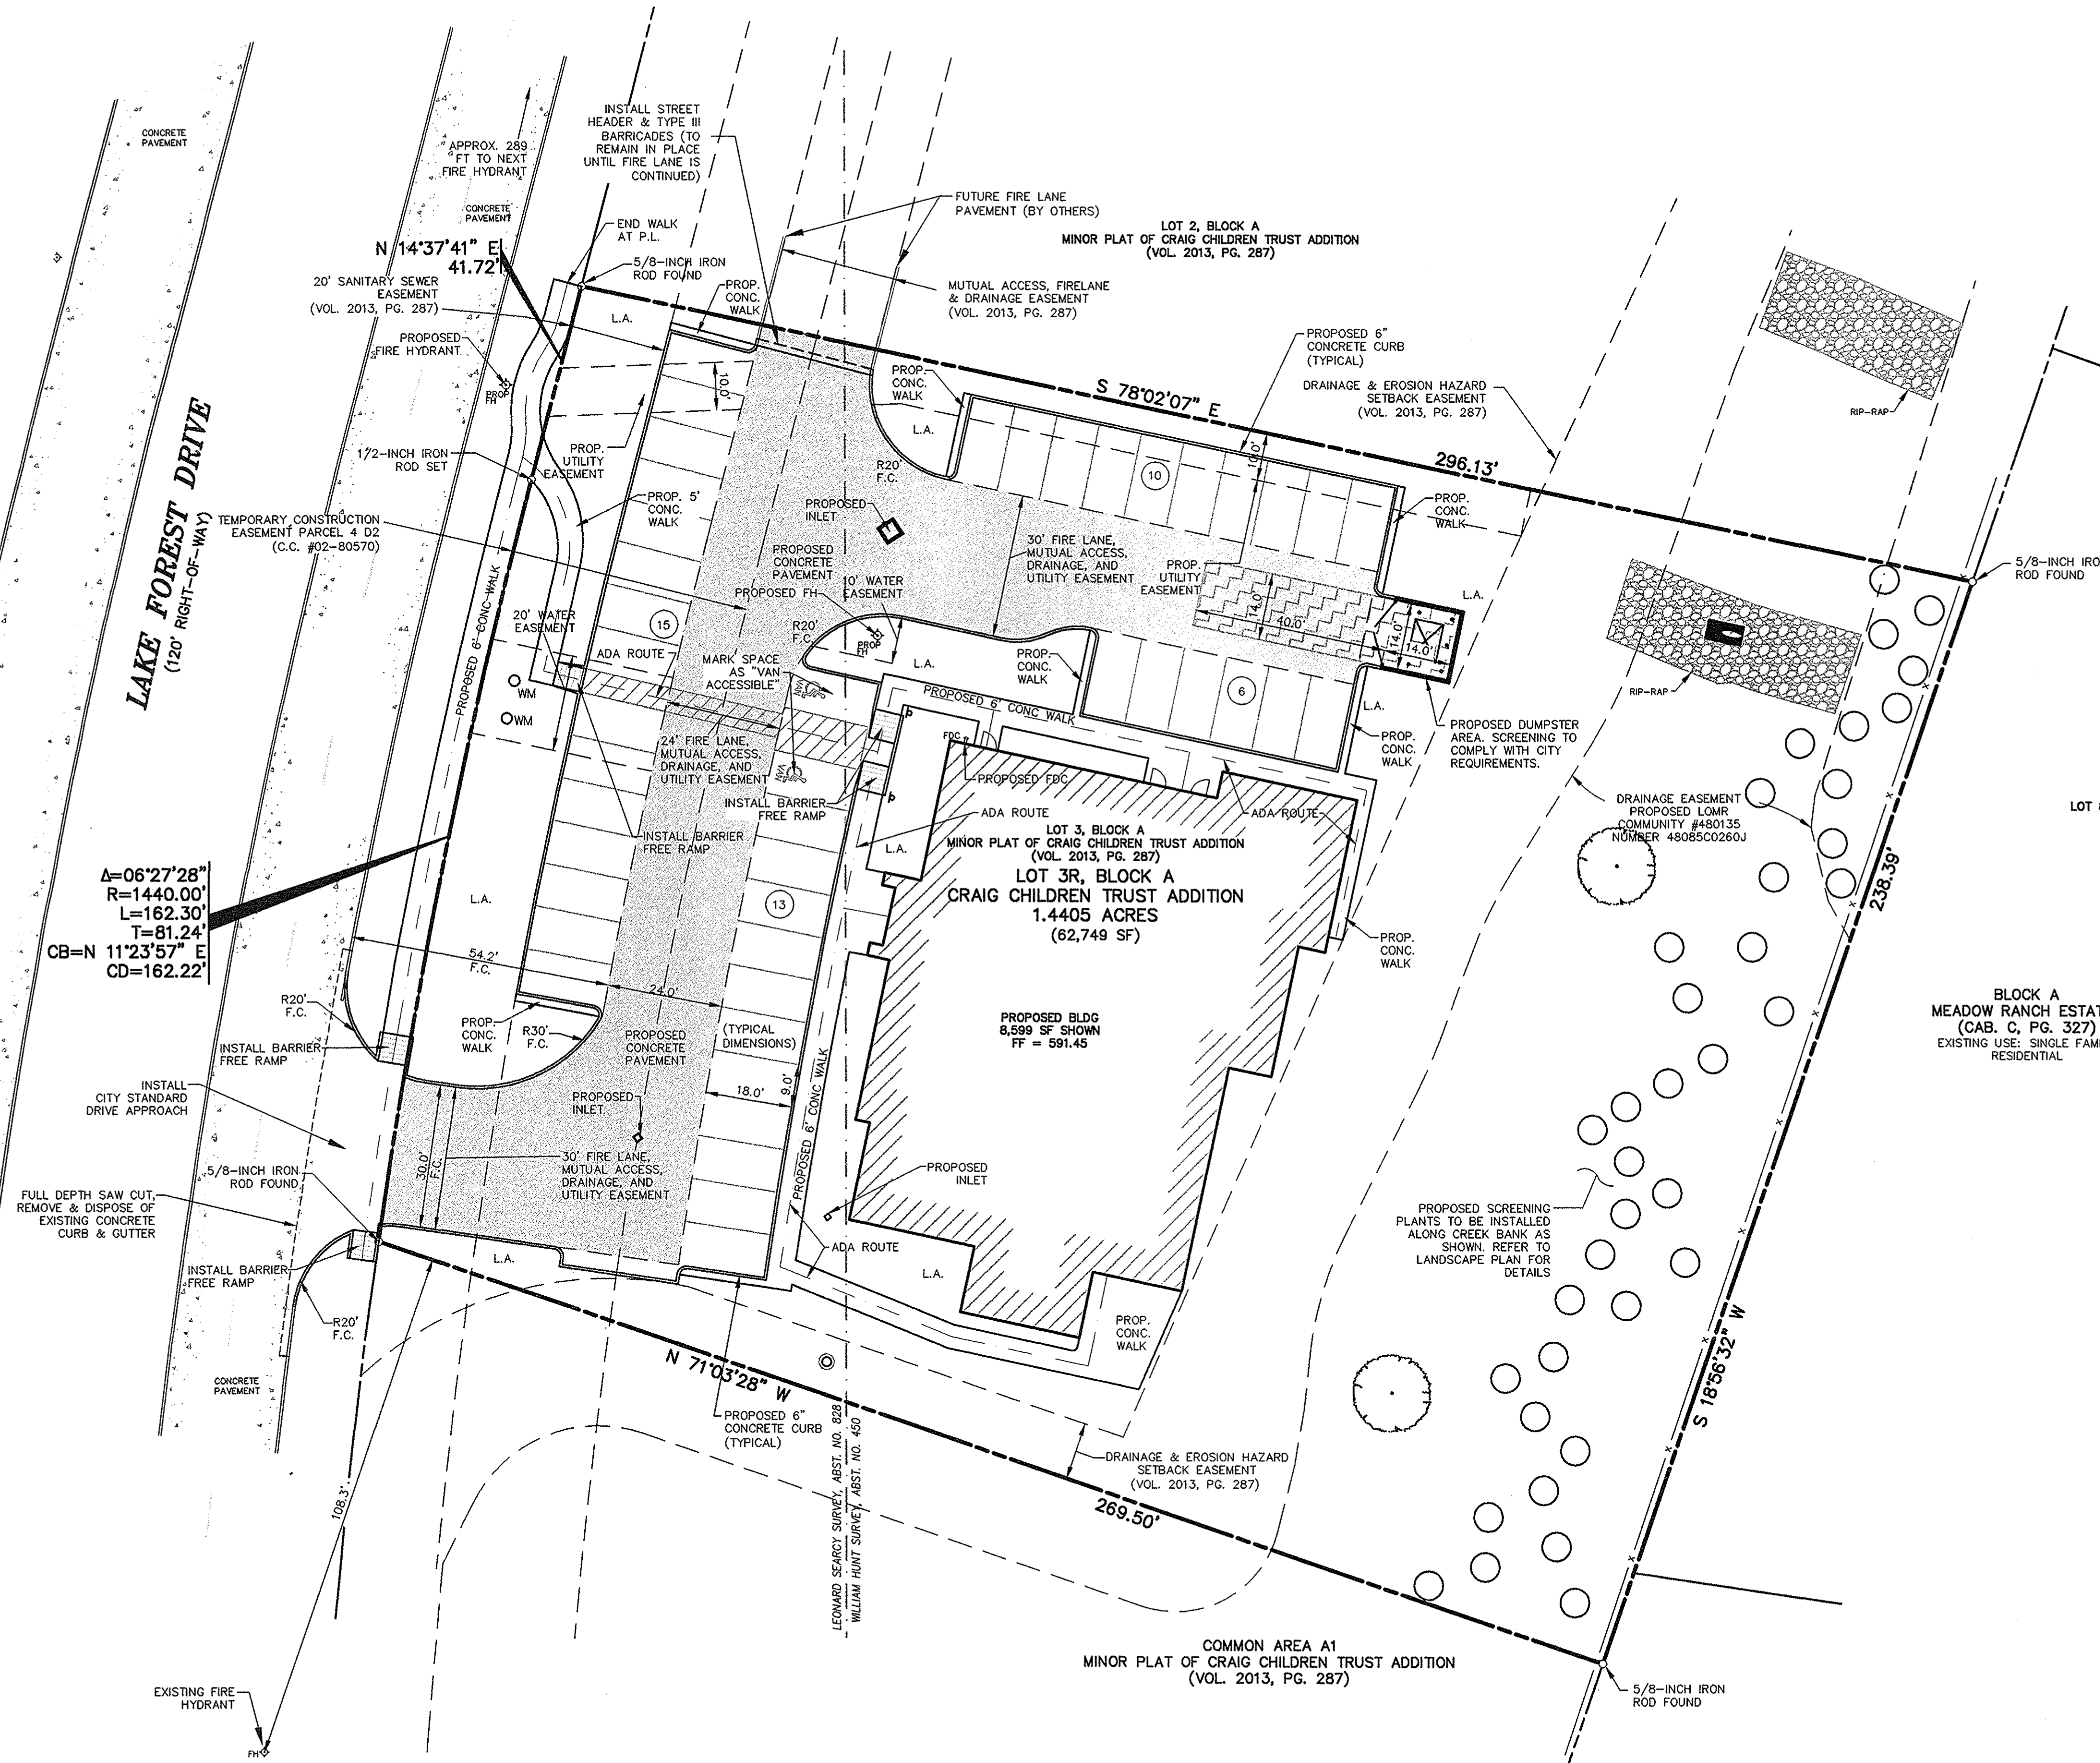 CONCRETE
PAVEMENT
INSTALL STREET
HEADER & TYPE III
BARRICADES (TO
REMAIN IN PLACE
UNTIL FIRE LANE IS
CONTINUED)
APPROX. 289
FT TO NEXT
FIRE HYDRANT
CONCRETE
PAVEMENT
END WALK
AT P.L.
FUTURE FIRE LANE
PAVEMENT (BY OTHERS)
LOT 2, BLOCK A
MINOR PLAT OF CRAIG CHILDREN TRUST ADDITION
(VOL. 2013, PG. 287)
N 14°37'41" E
41.72'
5/8-INCH IRON
ROD FOUND
20' SANITARY SEWER
EASEMENT
(VOL. 2013, PG. 287)
L.A.
PROP.
CONC.
WALK
MUTUAL ACCESS, FIRELANE
& DRAINAGE EASEMENT
(VOL. 2013, PG. 287)
PROPOSED
FIRE HYDRANT
PROP
FH
10.0'
PROP.
CONC.
WALK
L.A.
PROPOSED 6"
CONCRETE CURB
(TYPICAL)
S 78°02'07" E
296.13'
DRAINAGE & EROSION HAZARD
SETBACK EASEMENT
(VOL. 2013, PG. 287)
RIP-RAP
1/2-INCH IRON
ROD SET
PROP.
UTILITY
EASEMENT
R20'
F.C.
10
10.0'
PROP.
CONC.
WALK
PROP. 5'
CONC.
WALK
PROPOSED
INLET
LAKE FOREST DRIVE
(120' RIGHT-OF-WAY)
TEMPORARY CONSTRUCTION
EASEMENT PARCEL 4 D2
(C.C. #02-80570)
PROPOSED
CONCRETE
PAVEMENT
30' FIRE LANE,
MUTUAL ACCESS,
DRAINAGE, AND
UTILITY EASEMENT
PROP.
UTILITY
EASEMENT
10' WATER
EASEMENT
PROPOSED FH
PROP
FH
14.0'
40.0'
14.0'
14.0'
L.A.
5/8-INCH IRO
ROD FOUND
PROPOSED 6' CONC WALK
20' WATER
EASEMENT
15
R20'
F.C.
L.A.
PROP.
CONC.
WALK
ADA ROUTE
MARK SPACE
AS "VAN
ACCESSIBLE"
VAN
WM
WM
PROPOSED 6' CONC WALK
6
L.A.
RIP-RAP
PROPOSED DUMPSTER
AREA. SCREENING TO
COMPLY WITH CITY
REQUIREMENTS.
PROP.
CONC.
WALK
24' FIRE LANE,
MUTUAL ACCESS,
DRAINAGE, AND
UTILITY EASEMENT
VAN
FDC
PROPOSED FDC
INSTALL BARRIER
FREE RAMP
ADA ROUTE
ADA ROUTE
INSTALL BARRIER
FREE RAMP
L.A.
LOT 3, BLOCK A
MINOR PLAT OF CRAIG CHILDREN TRUST ADDITION
(VOL. 2013, PG. 287)
LOT 3R, BLOCK A
CRAIG CHILDREN TRUST ADDITION
1.4405 ACRES
(62,749 SF)
DRAINAGE EASEMENT
PROPOSED LOMR
COMMUNITY #480135
NUMBER 48085C0260J
LOT 8
238.39'
Δ=06°27'28"
R=1440.00'
L=162.30'
T=81.24'
CB=N 11°23'57" E
CD=162.22'
L.A.
13
PROP.
CONC.
WALK
54.2'
F.C.
24.0'
R20'
F.C.
PROP.
CONC.
WALK
R30'
F.C.
PROPOSED
CONCRETE
PAVEMENT
(TYPICAL
DIMENSIONS)
PROPOSED BLDG
8,599 SF SHOWN
FF = 591.45
BLOCK A
MEADOW RANCH ESTAT
(CAB. C, PG. 327)
EXISTING USE: SINGLE FAMI
RESIDENTIAL
INSTALL BARRIER
FREE RAMP
INSTALL
CITY STANDARD
DRIVE APPROACH
PROPOSED
INLET
18.0'
9.0'
PROPOSED 6' CONC WALK
30.0'
F.C.
30' FIRE LANE,
MUTUAL ACCESS,
DRAINAGE, AND
UTILITY EASEMENT
5/8-INCH IRON
ROD FOUND
PROPOSED
INLET
FULL DEPTH SAW CUT,
REMOVE & DISPOSE OF
EXISTING CONCRETE
CURB & GUTTER
PROPOSED SCREENING
PLANTS TO BE INSTALLED
ALONG CREEK BANK AS
SHOWN. REFER TO
LANDSCAPE PLAN FOR
DETAILS
INSTALL BARRIER
FREE RAMP
L.A.
ADA ROUTE
L.A.
R20'
F.C.
PROP.
CONC.
WALK
CONCRETE
PAVEMENT
N 71°03'28" W
269.50'
S 18°56'32" W
PROPOSED 6"
CONCRETE CURB
(TYPICAL)
LEONARD SEARCY SURVEY, ABST. NO. 828
WILLIAM HUNT SURVEY, ABST. NO. 450
DRAINAGE & EROSION HAZARD
SETBACK EASEMENT
(VOL. 2013, PG. 287)
108.3'
COMMON AREA A1
MINOR PLAT OF CRAIG CHILDREN TRUST ADDITION
(VOL. 2013, PG. 287)
EXISTING FIRE
HYDRANT
FH
5/8-INCH IRON
ROD FOUND